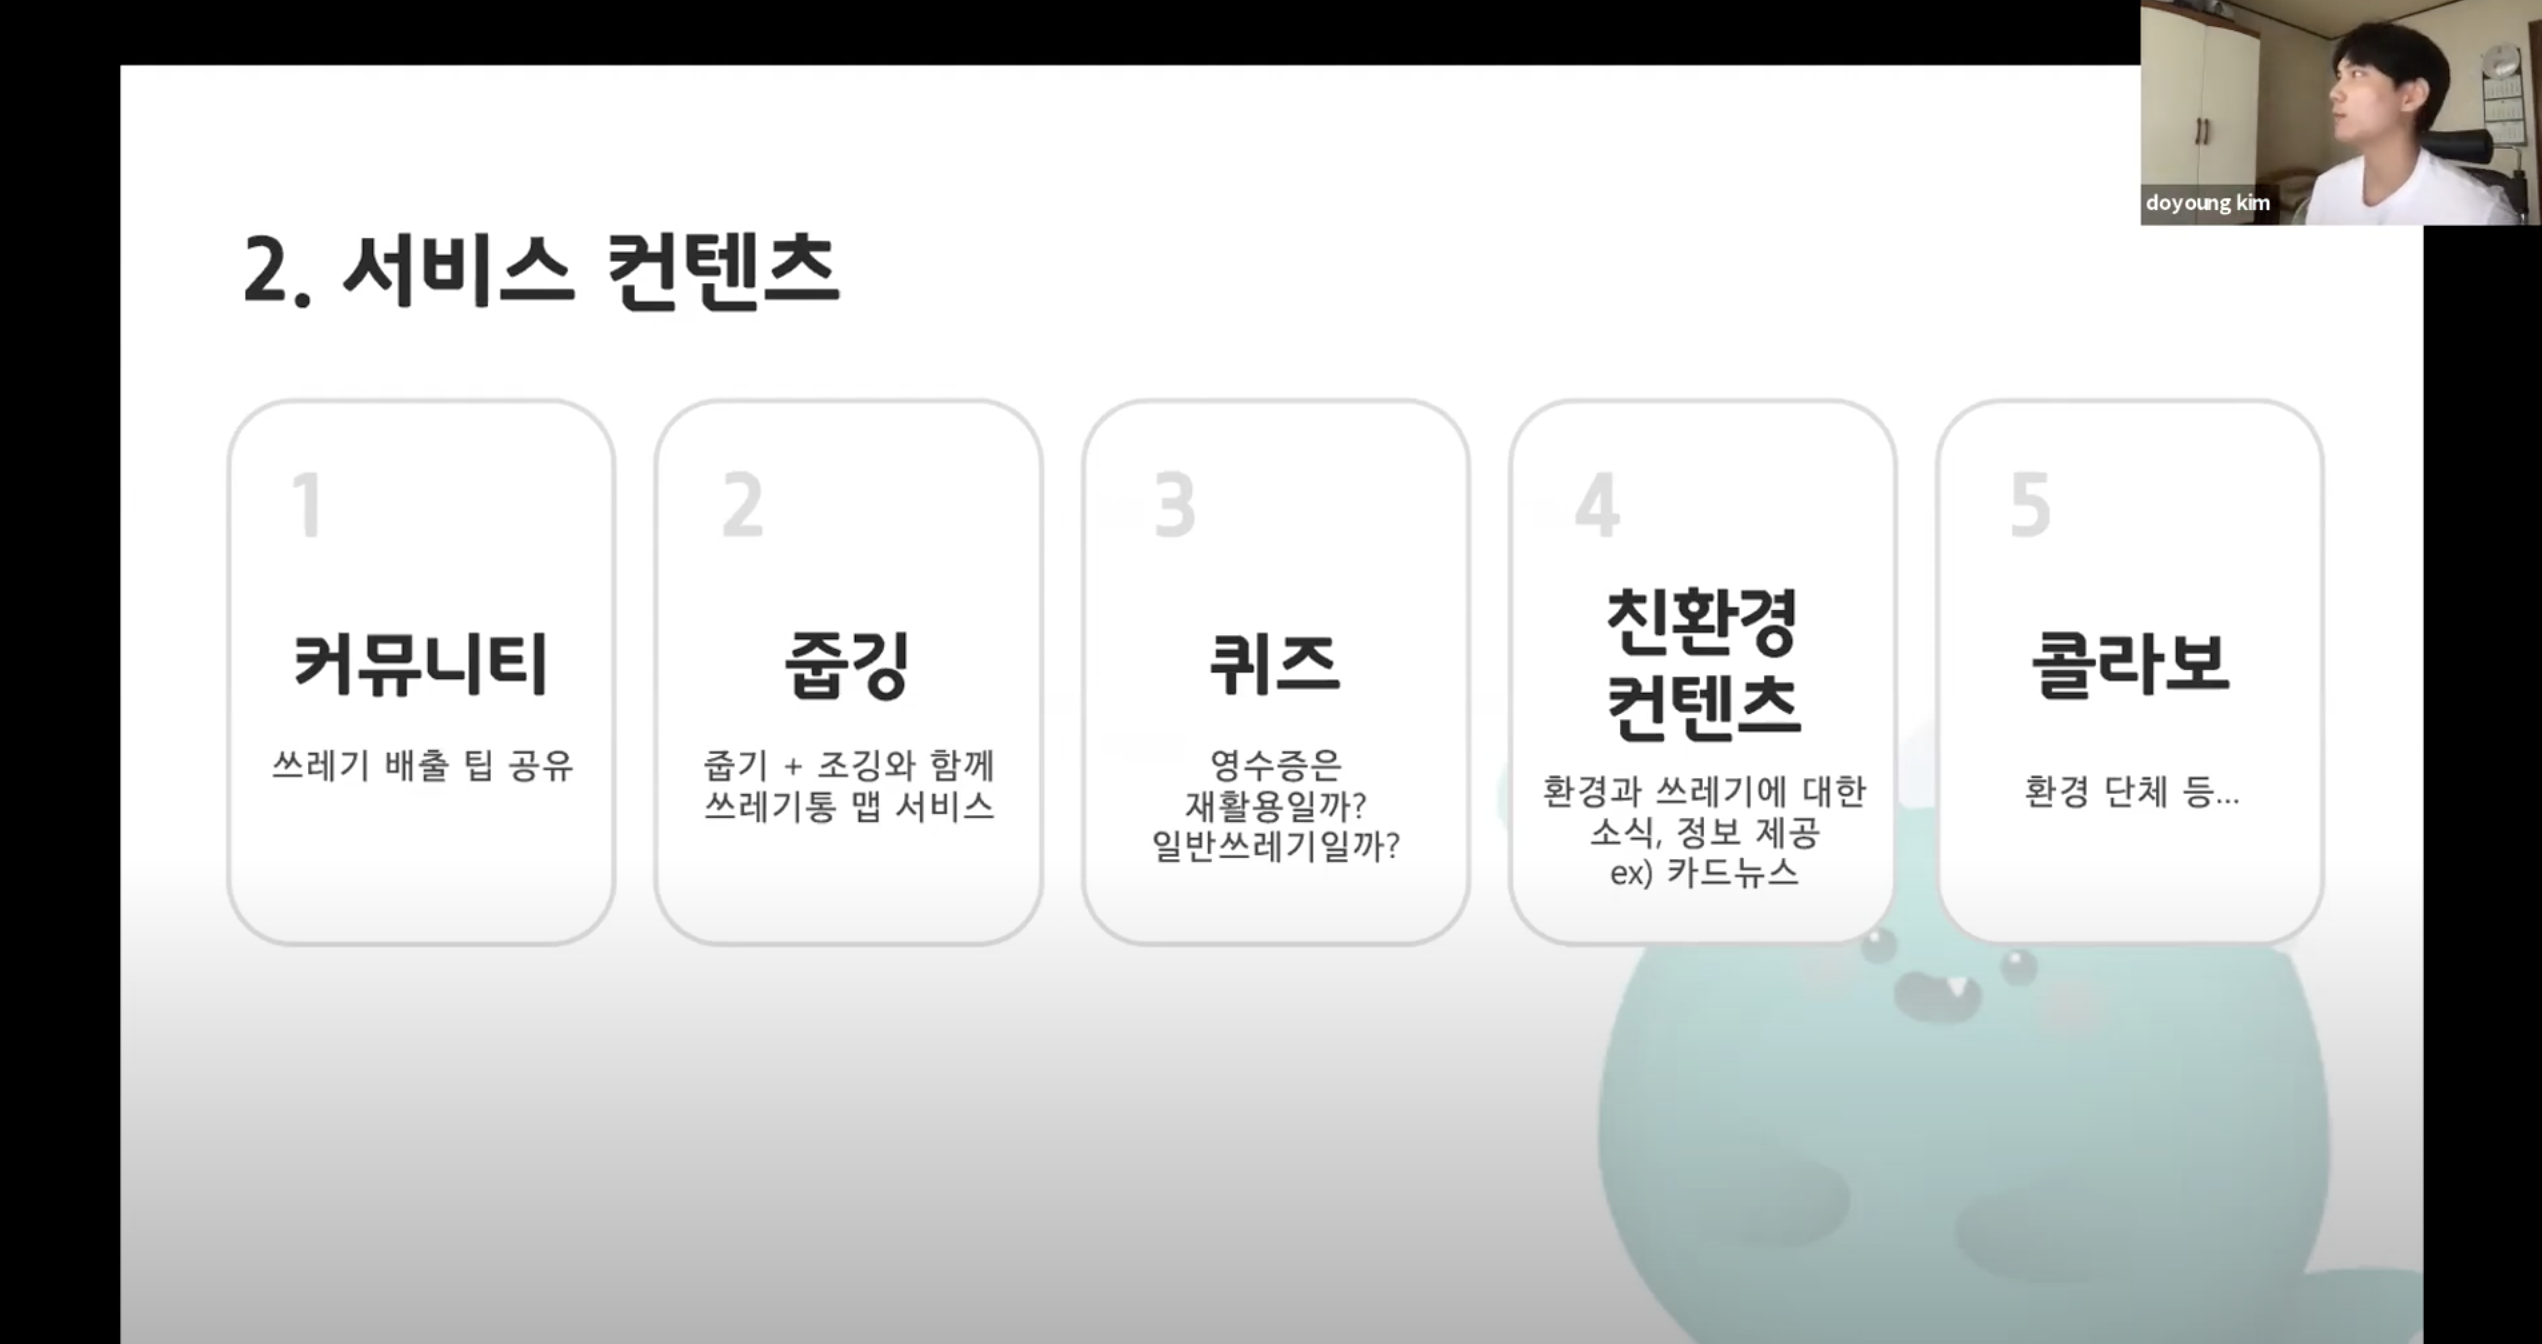 doyoung kim
2. 서비스 컨텐츠
1
커뮤니티
쓰레기 배출 팁 공유
2
줍깅
줍기 + 조깅와 함께
쓰레기통 맵 서비스
3
퀴즈
영수증은
재활용일까?
일반쓰레기일까?
4
친환경
컨텐츠
환경과 쓰레기에 대한
소식, 정보 제공
ex) 카드뉴스
5
콜라보
환경 단체 등...